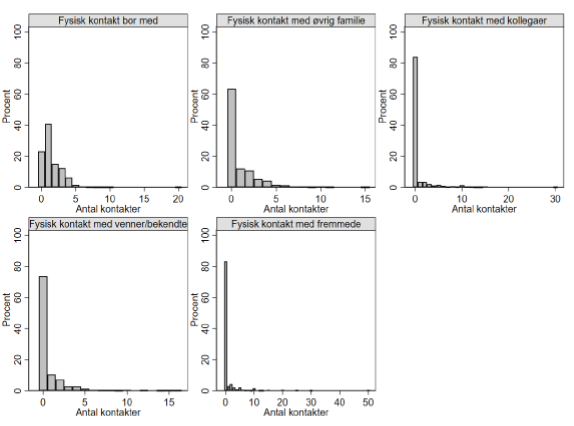 Fysisk kontakt bor med
Procent
0 20 40 60 80 100
0 5 10 15 20
Antal kontakter
Fysisk kontakt med øvrig familie
Procent
0 20 40 60 80 100
0 5 10 15
Antal kontakter
Fysisk kontakt med kollegaer
Procent
0 20 40 60 80 100
0 10 20 30
Antal kontakter
Fysisk kontakt med venner/bekendte
Procent
0 20 40 60 80 100
0 5 10 15
Antal kontakter
Fysisk kontakt med fremmede
Procent
0 20 40 60 80 100
0 10 20 30 40 50
Antal kontakter